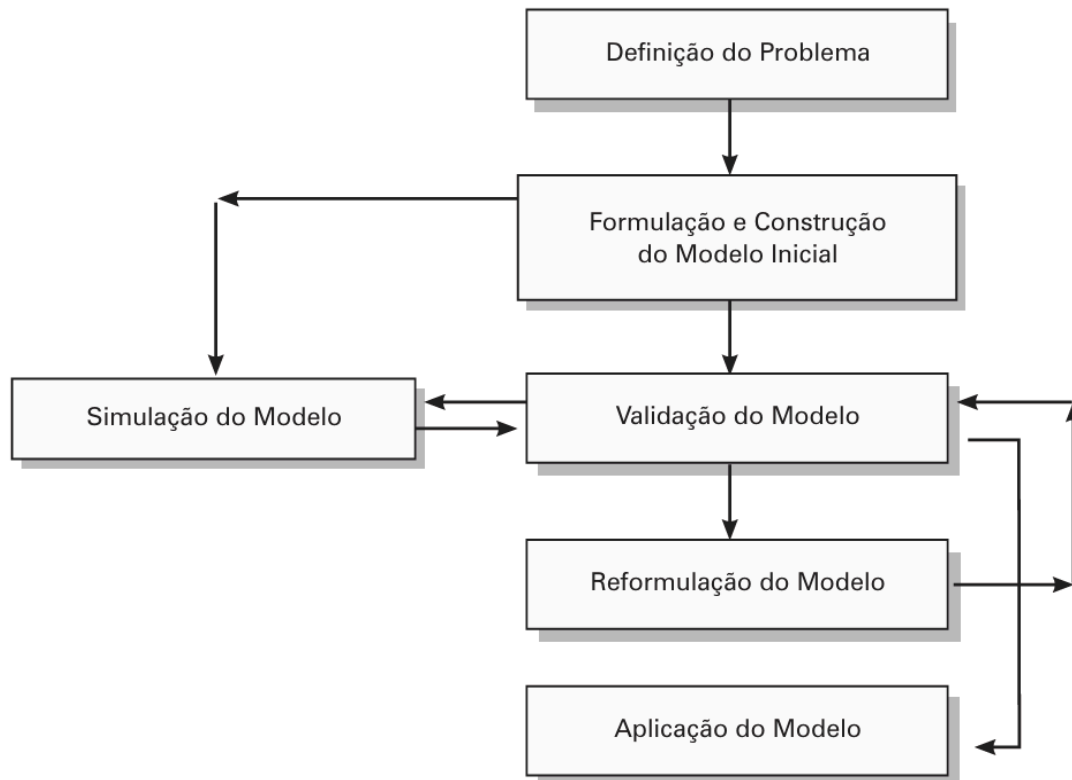 Definição do Problema
Formulação e Construção
do Modelo Inicial
Simulação do Modelo
Validação do Modelo
Reformulação do Modelo
Aplicação do Modelo